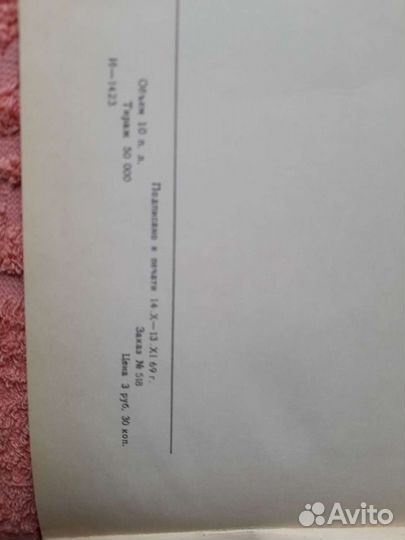 Объем 10 п. л. Подписано к печати 14.X—13.XI 69 г.
Н—1423
Тираж 50 000 Заказ № 518
Цена 3 руб. 30 коп.
Avito